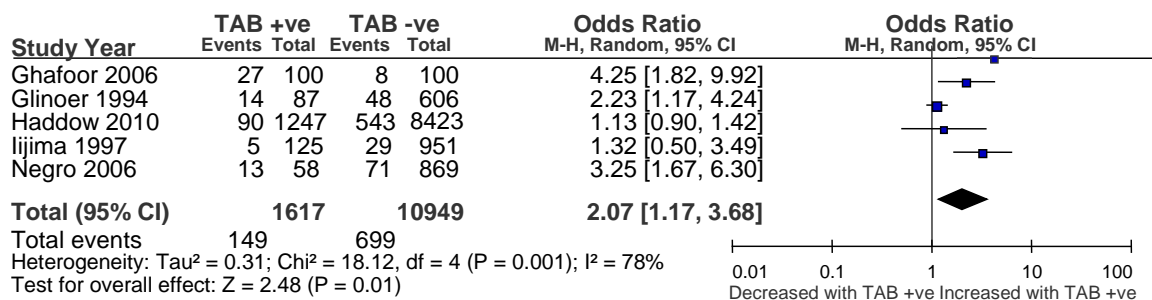 TAB +ve TAB -ve Odds Ratio Odds Ratio
Study Year Events Total Events Total M-H, Random, 95% CI M-H, Random, 95% CI
Ghafoor 2006 27 100 8 100 4.25 [1.82, 9.92]
Glinoer 1994 14 87 48 606 2.23 [1.17, 4.24]
Haddow 2010 90 1247 543 8423 1.13 [0.90, 1.42]
Iijima 1997 5 125 29 951 1.32 [0.50, 3.49]
Negro 2006 13 58 71 869 3.25 [1.67, 6.30]
Total (95% CI) 1617 10949 2.07 [1.17, 3.68]
Total events 149 699
Heterogeneity: Tau² = 0.31; Chi² = 18.12, df = 4 (P = 0.001); I² = 78%
Test for overall effect: Z = 2.48 (P = 0.01)
0.01 0.1 1 10 100
Decreased with TAB +ve Increased with TAB +ve